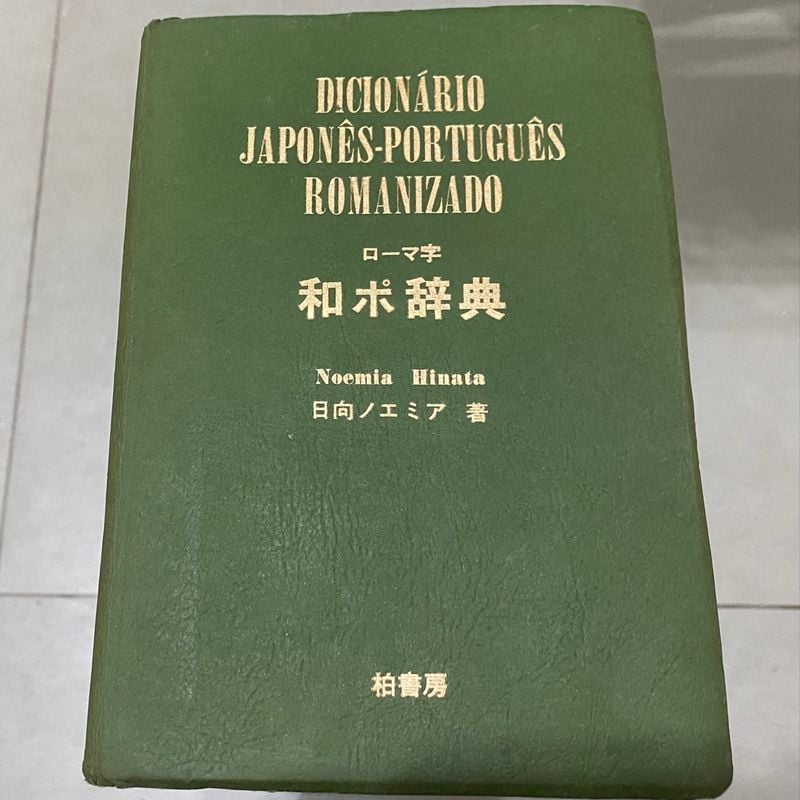 DICIONÁRIO
JAPONÊS-PORTUGUÊS
ROMANIZADO
ローマ字
和ポ辞典
Noemia Hinata
日向ノエミア 著
柏書房